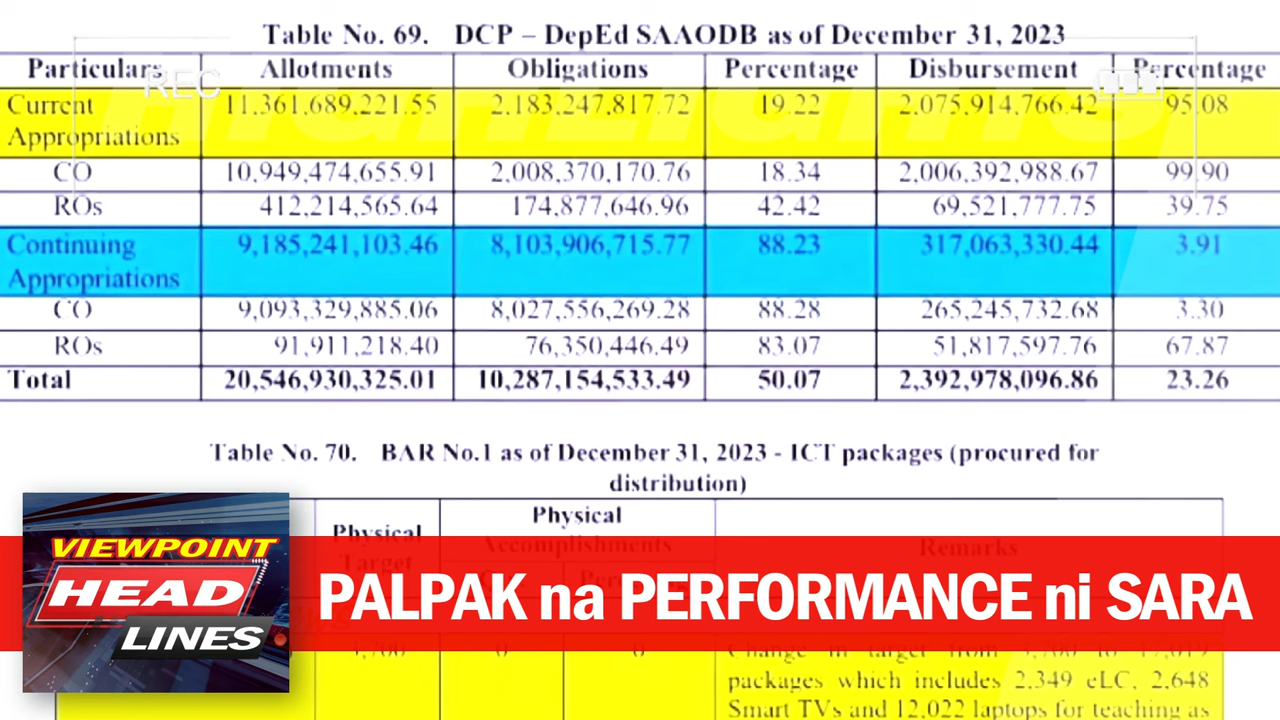 Table No. 69. DCP – DepEd SAAODB as of December 31, 2023
Particulars Allotments Obligations Percentage Disbursement Percentage
REC
Current Appropriations 11,361,689,221.55 2,183,247,817.72 19.22 2,075,914,766.42 95.08
CO 10,949,474,655.91 2,008,370,170.76 18.34 2,006,392,988.67 99.90
ROs 412,214,565.64 174,877,646.96 42.42 69,521,777.75 39.75
Continuing Appropriations 9,185,241,103.46 8,103,906,715.77 88.23 317,063,330.44 3.91
CO 9,093,329,885.06 8,027,556,269.28 88.28 265,245,732.68 3.30
ROs 91,911,218.40 76,350,446.49 83.07 51,817,597.76 67.87
Total 20,546,930,325.01 10,287,154,533.49 50.07 2,392,978,096.86 23.26
Table No. 70. BAR No.1 as of December 31, 2023 - ICT packages (procured for
distribution)
Physical Target Physical Accomplishments Remarks
VIEWPOINT
HEAD
LINES
PALPAK na PERFORMANCE ni SARA
0 0 Change in target from
packages which includes 2,349 eLC, 2,648
Smart TVs and 12,022 laptops for teaching as